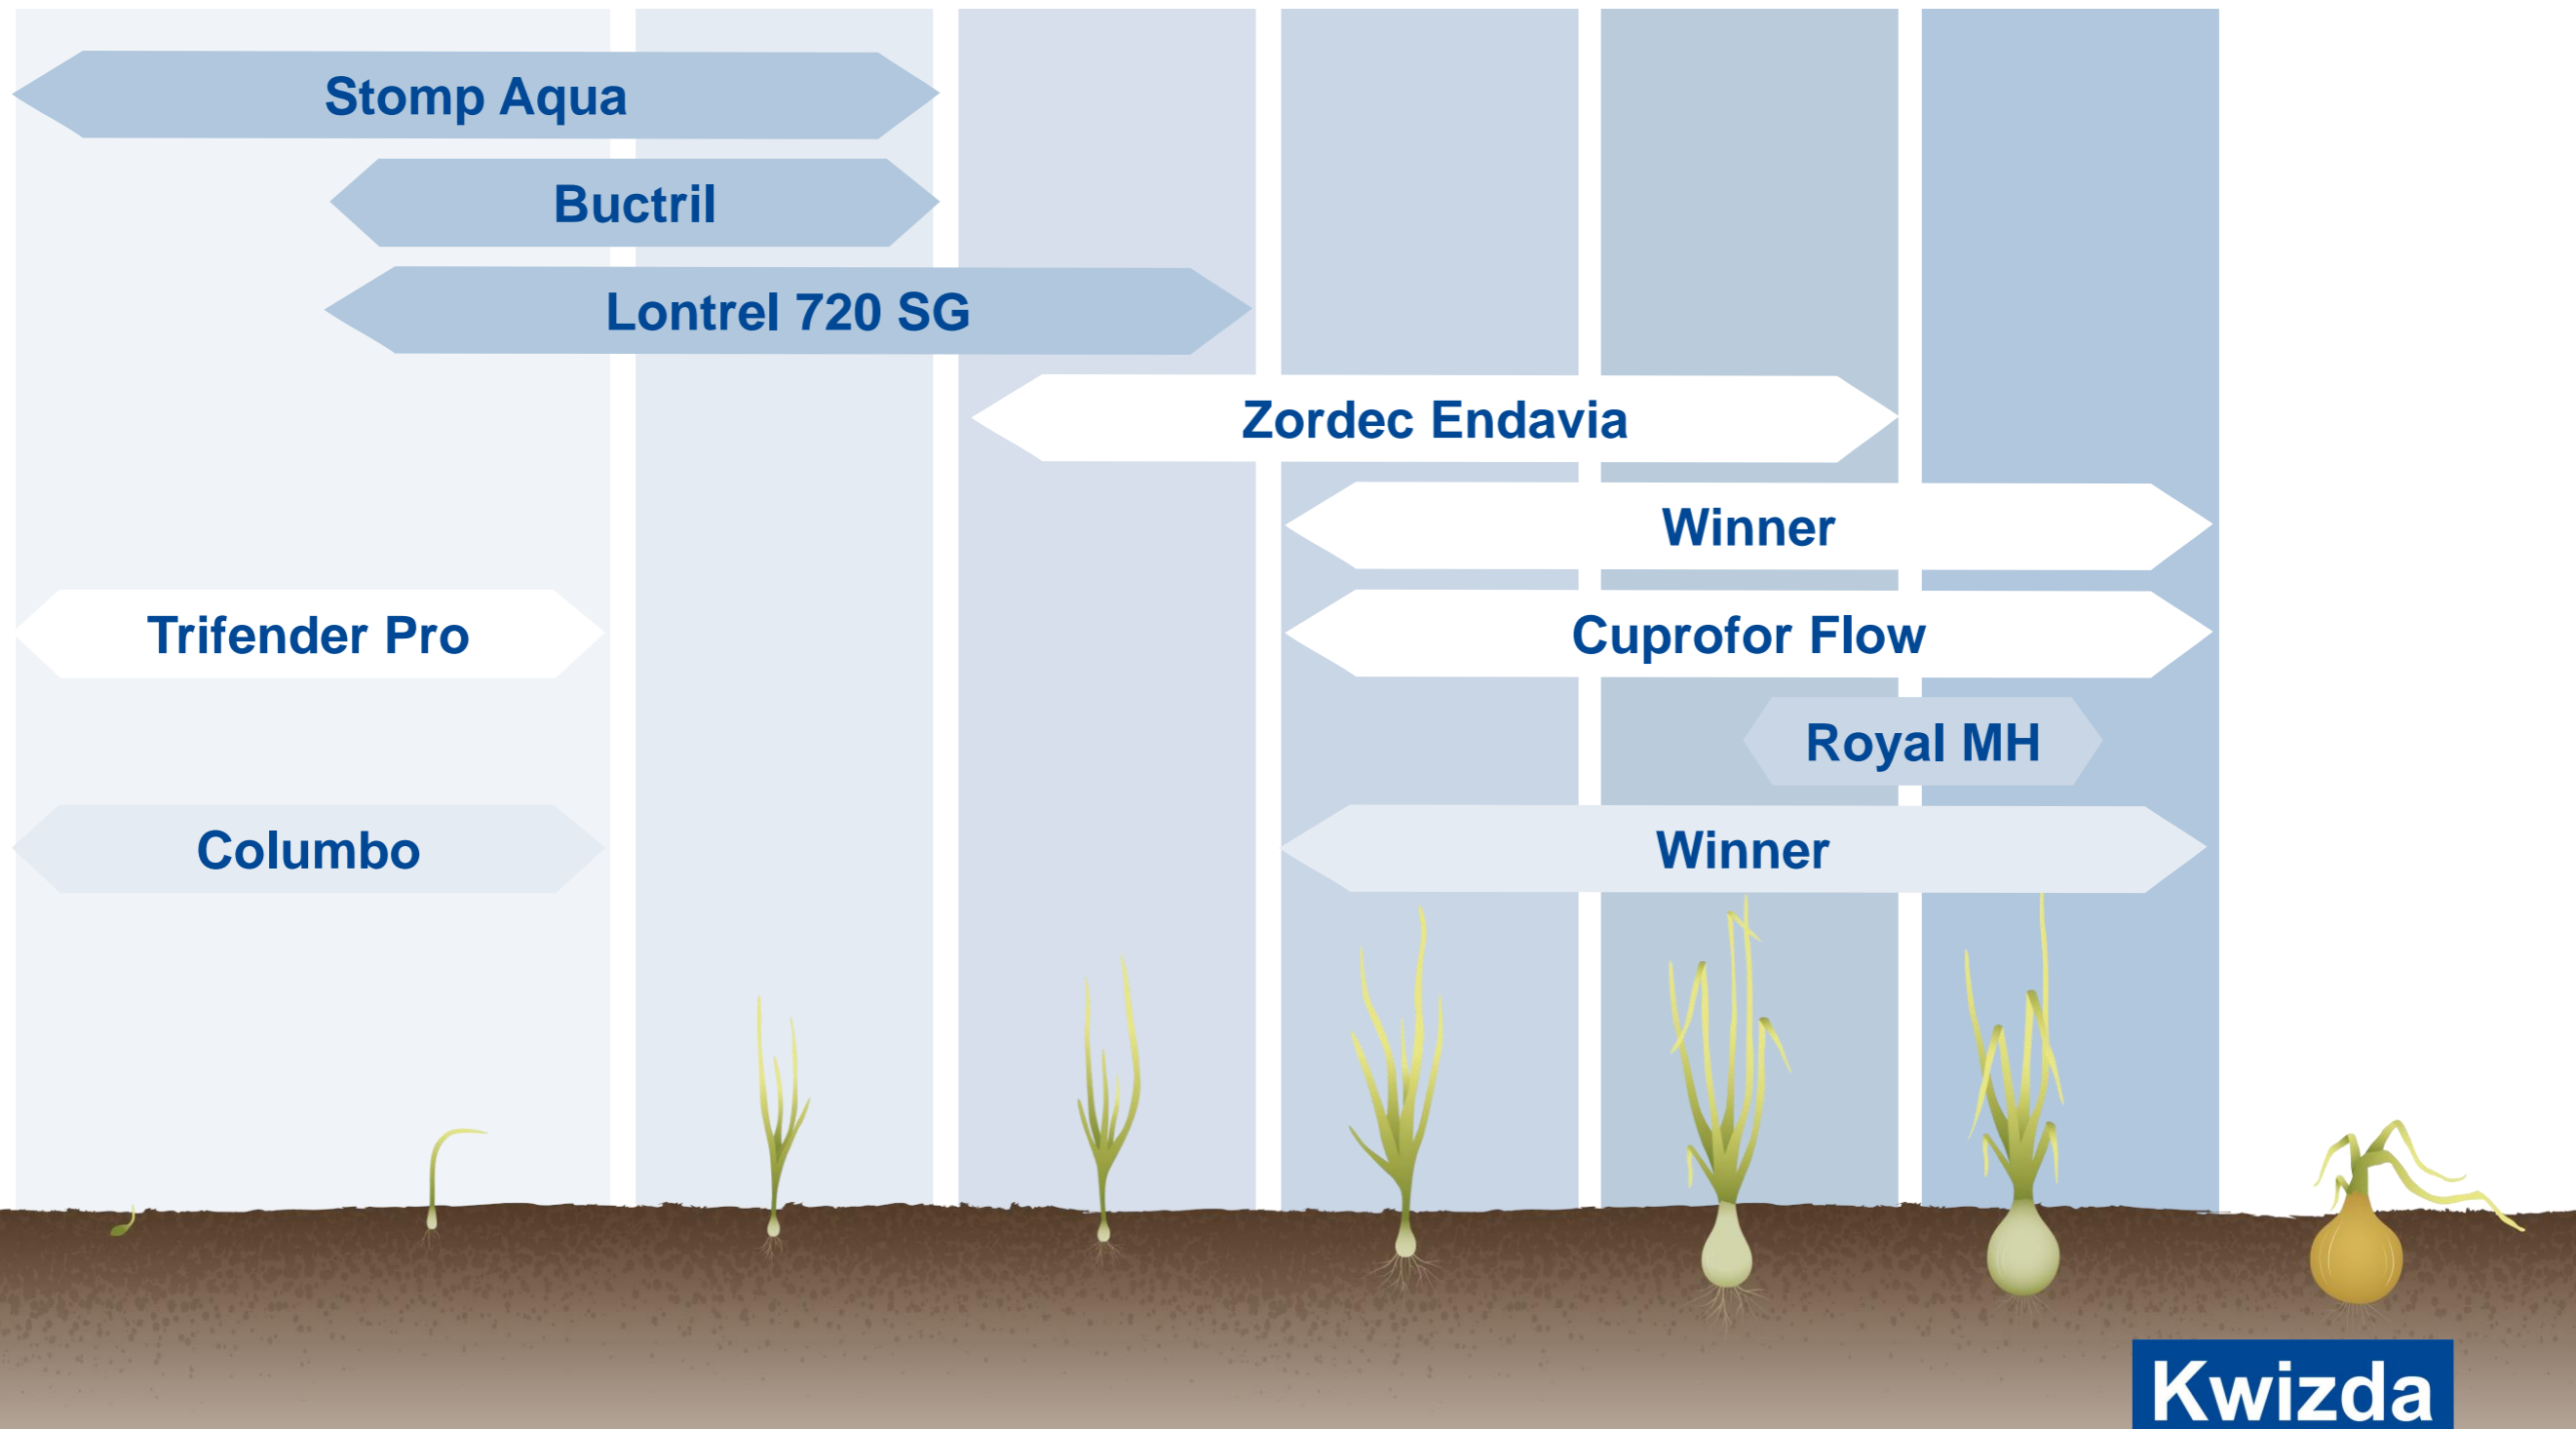 Stomp Aqua
Buctril
Lontrel 720 SG
Zordec Endavia
Winner
Trifender Pro
Cuprofor Flow
Royal MH
Columbo
Winner
Kwizda